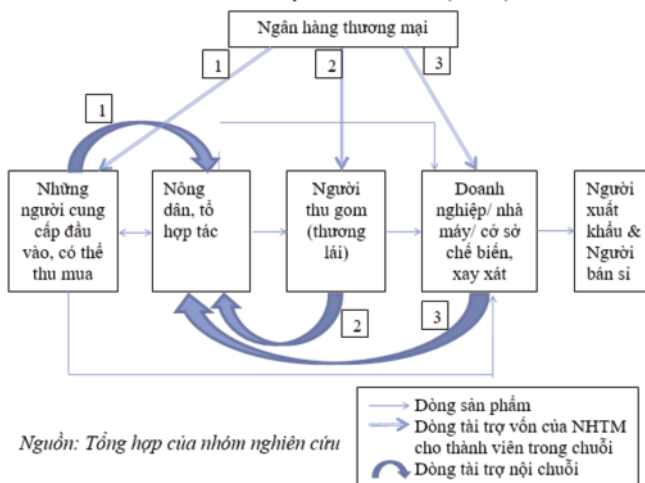 Ngân hàng thương mại
1
2
3
1
Những
người cung
cấp đầu
vào, có thể
thu mua
Nông
dân, tổ
hợp tác
Người
thu gom
(thương
lái)
Doanh
nghiệp/ nhà
máy/ cở sở
chế biến,
xay xát
Người
xuất
khẩu &
Người
bán sỉ
2
3
Dòng sản phẩm
Dòng tài trợ vốn của NHTM
cho thành viên trong chuỗi
Dòng tài trợ nội chuỗi
Nguồn: Tổng hợp của nhóm nghiên cứu